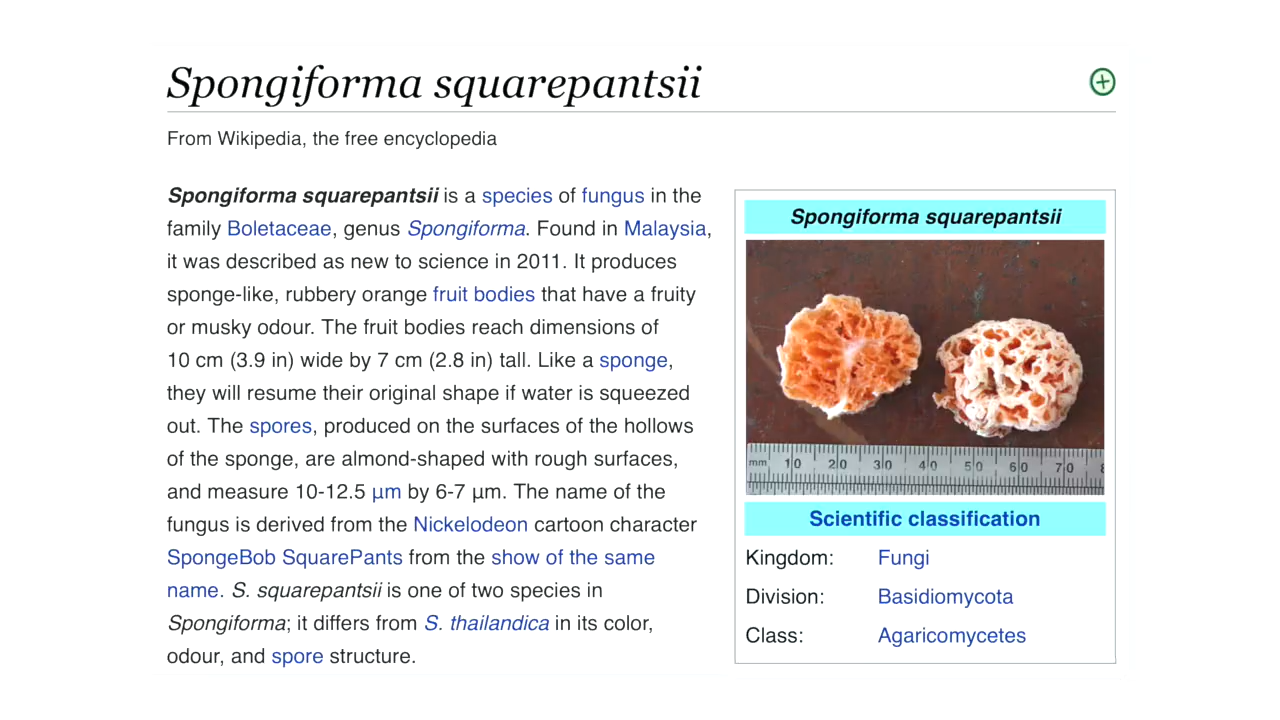 Spongiforma squarepantsii
From Wikipedia, the free encyclopedia
Spongiforma squarepantsii is a species of fungus in the
family Boletaceae, genus Spongiforma. Found in Malaysia,
it was described as new to science in 2011. It produces
sponge-like, rubbery orange fruit bodies that have a fruity
or musky odour. The fruit bodies reach dimensions of
10 cm (3.9 in) wide by 7 cm (2.8 in) tall. Like a sponge,
they will resume their original shape if water is squeezed
out. The spores, produced on the surfaces of the hollows
of the sponge, are almond-shaped with rough surfaces,
and measure 10-12.5 μm by 6-7 μm. The name of the
fungus is derived from the Nickelodeon cartoon character
SpongeBob SquarePants from the show of the same
name. S. squarepantsii is one of two species in
Spongiforma; it differs from S. thailandica in its color,
odour, and spore structure.
Spongiforma squarepantsii
mm 10 20 30 40 50 60 70 8
Scientific classification
Kingdom: Fungi
Division: Basidiomycota
Class: Agaricomycetes